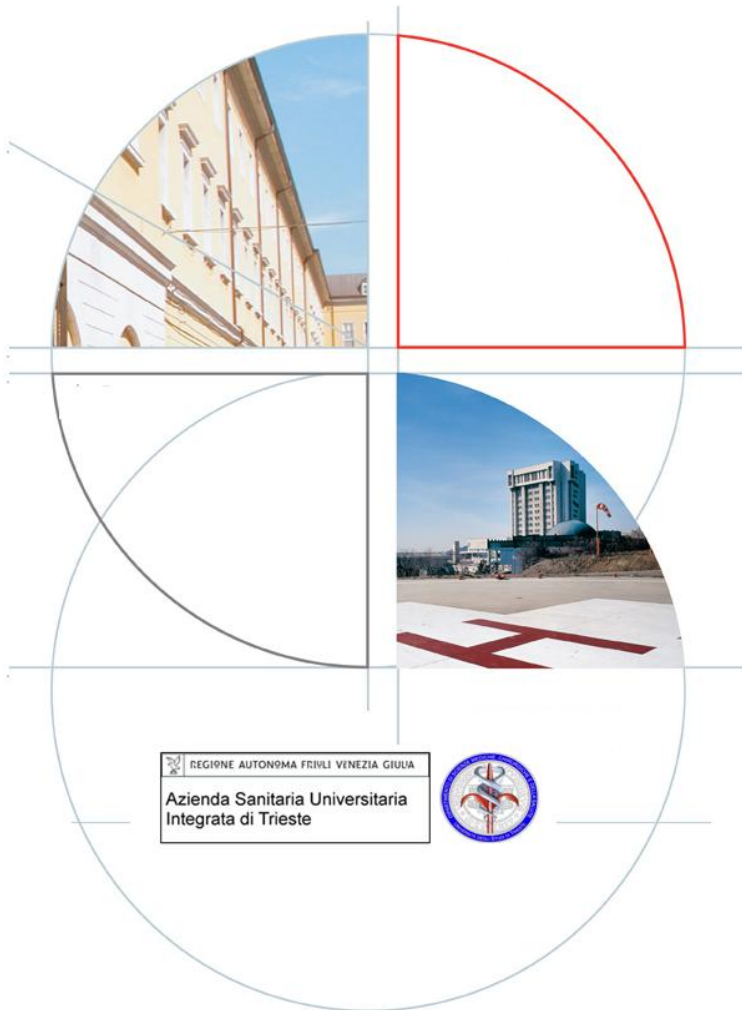 REGIONE AUTONOMA FRIULI VENEZIA GIULIA
Azienda Sanitaria Universitaria
Integrata di Trieste